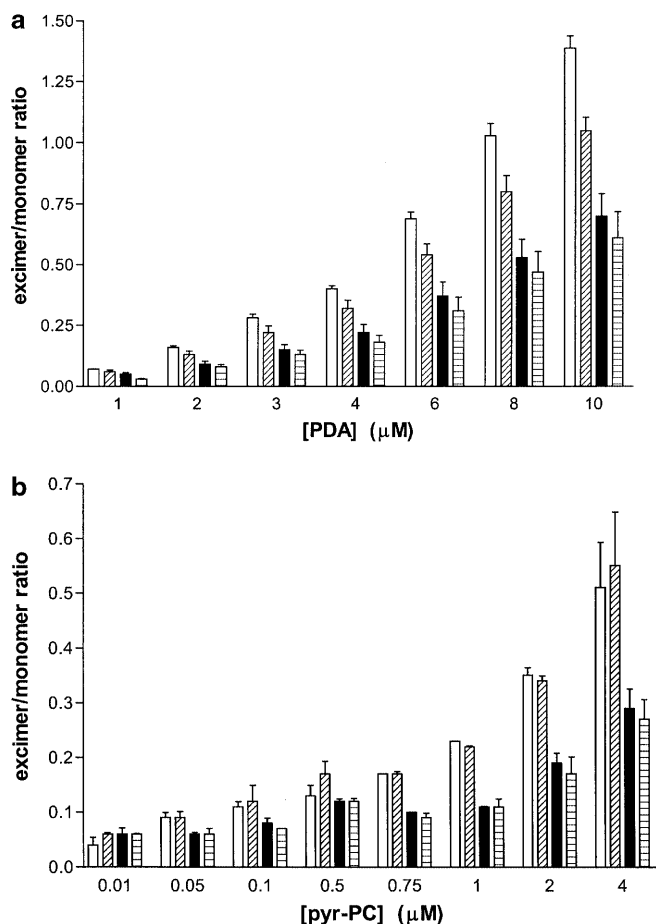 a
1.50
1.25
1.00
0.75
0.50
0.25
0.00
excimer/monomer ratio
1 2 3 4 6 8 10
[PDA] (μM)
b
0.7
0.6
0.5
0.4
0.3
0.2
0.1
0.0
excimer/monomer ratio
0.01 0.05 0.1 0.5 0.75 1 2 4
[pyr-PC] (μM)